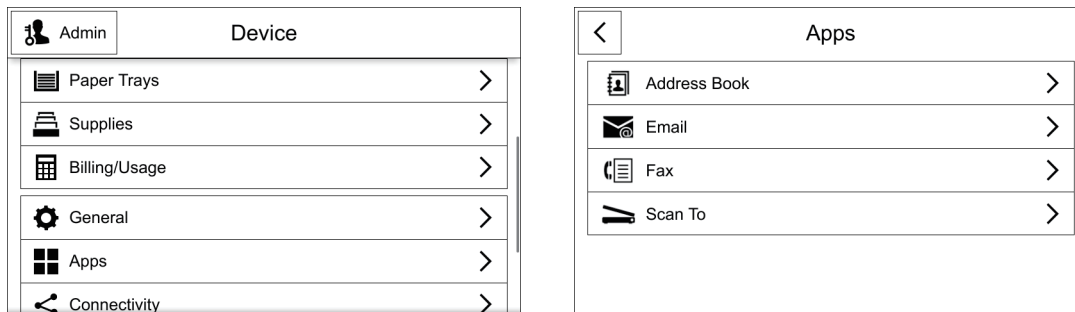 Admin
Device
Paper Trays
Supplies
Billing/Usage
General
Apps
Connectivity
Apps
Address Book
Email
Fax
Scan To